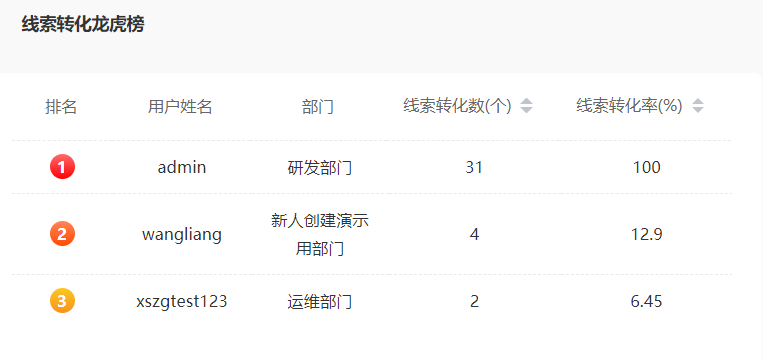 线索转化龙虎榜
排名 用户姓名 部门 线索转化数(个) 线索转化率(%)
1 admin 研发部门 31 100
2 wangliang 新人创建演示 4 12.9
用部门
3 xszgtest123 运维部门 2 6.45